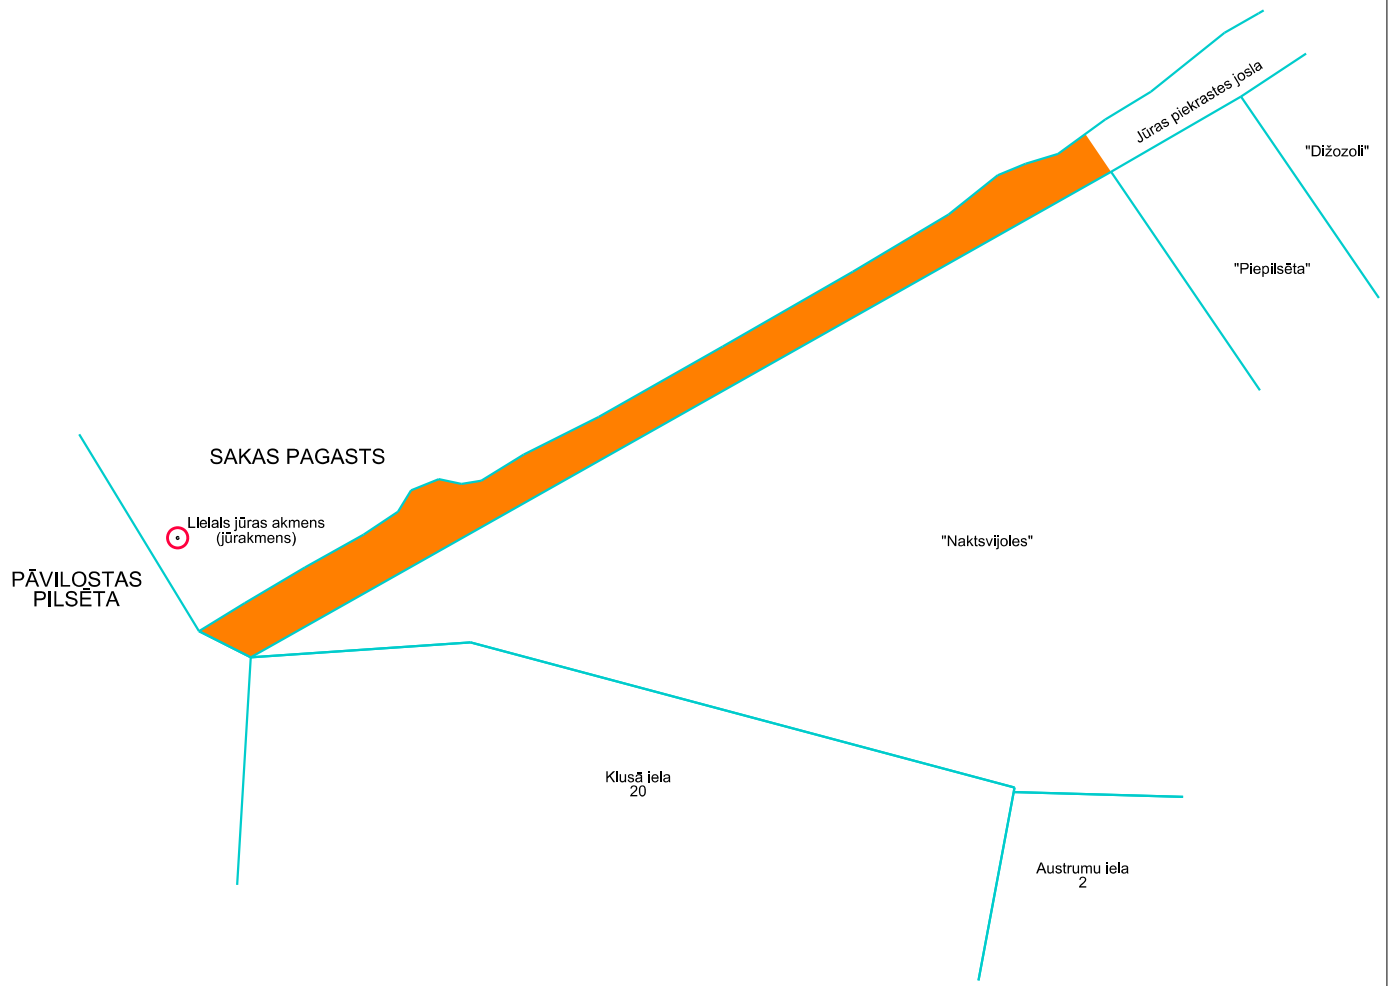 Jūras piekrastes josla
"Dižozoli"
"Piepilsēta"
SAKAS PAGASTS
Lielais jūras akmens
(jūrakmens)
"Naktsvijoles"
PĀVILOSTAS
PILSĒTA
Klusā iela
20
Austrumu iela
2